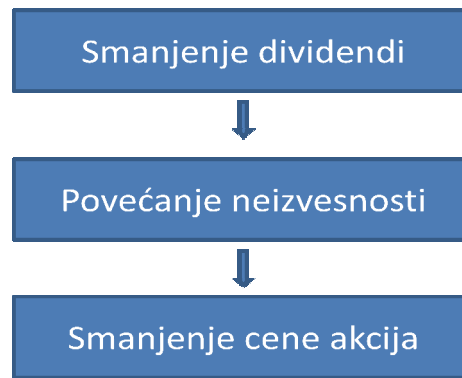 Smanjenje dividendi
Povećanje neizvesnosti
Smanjenje cene akcija